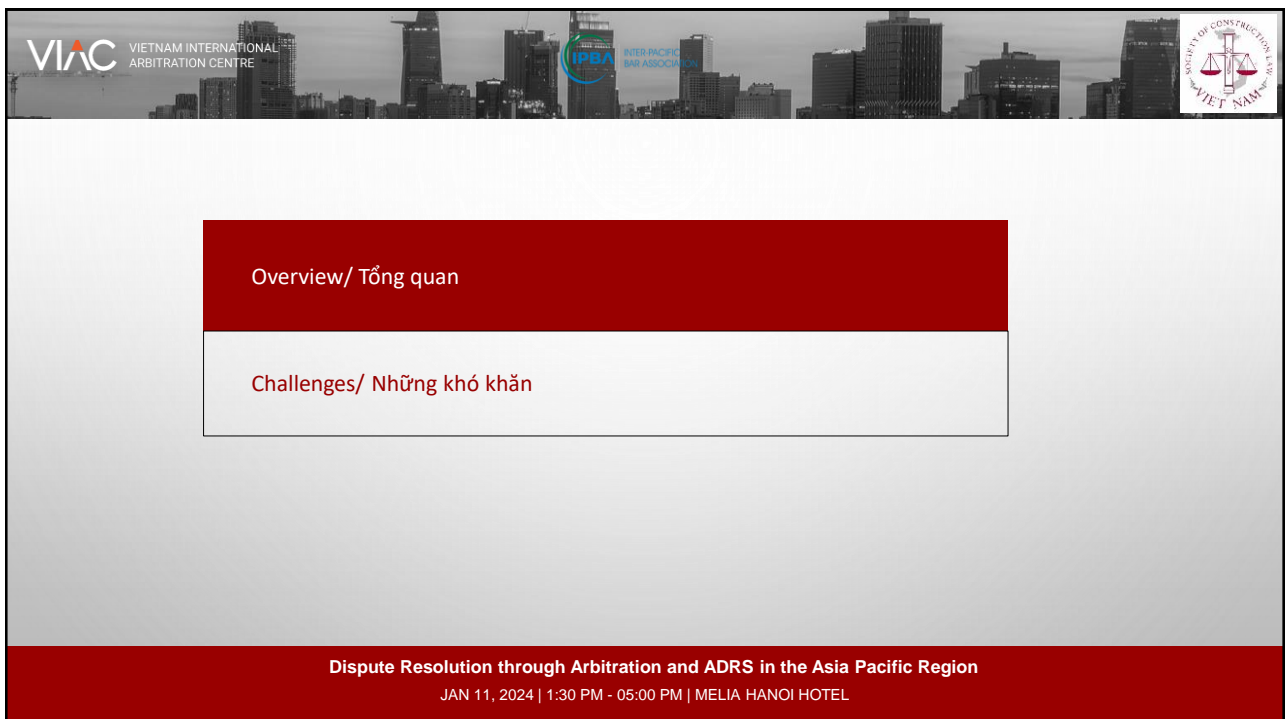 VIAC VIETNAM INTERNATIONAL
ARBITRATION CENTRE
IPBA INTER-PACIFIC
BAR ASSOCIATION
SOCIETY OF CONSTRUCTION LAW
VIET NAM
Overview/ Tổng quan
Challenges/ Những khó khăn
Dispute Resolution through Arbitration and ADRS in the Asia Pacific Region
JAN 11, 2024 | 1:30 PM - 05:00 PM | MELIA HANOI HOTEL